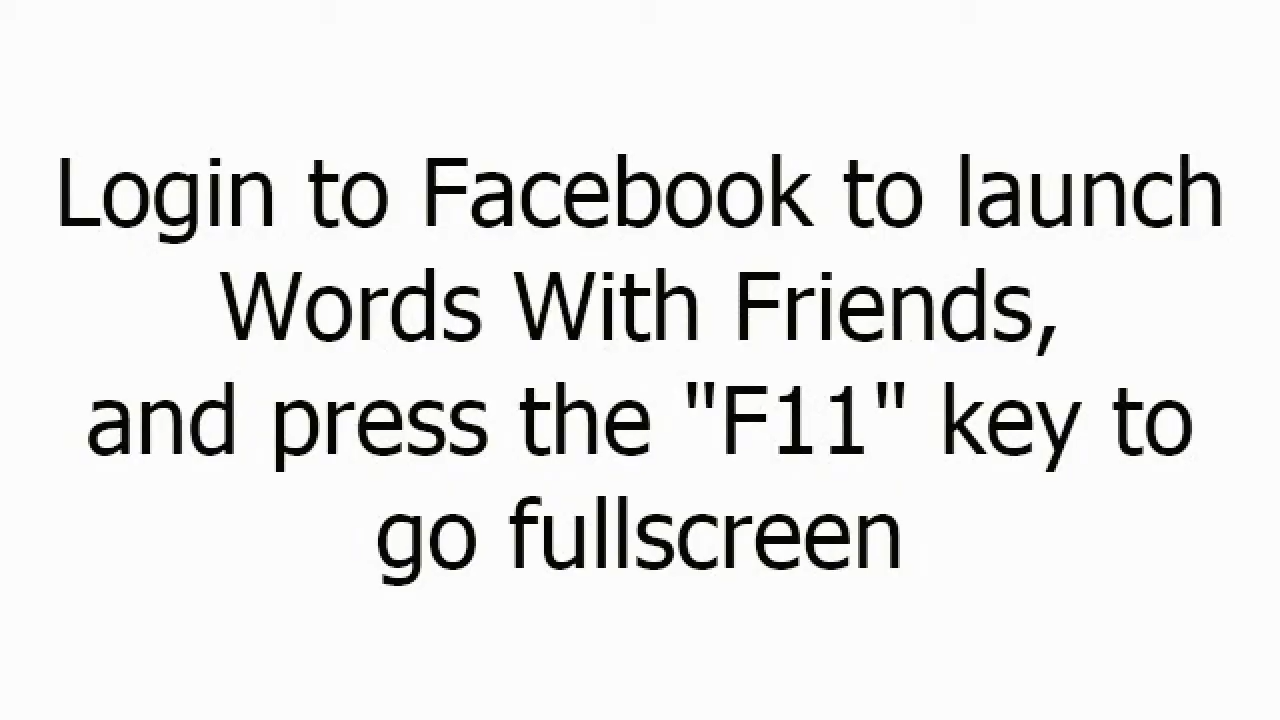 Login to Facebook to launch
Words With Friends,
and press the "F11" key to
go fullscreen